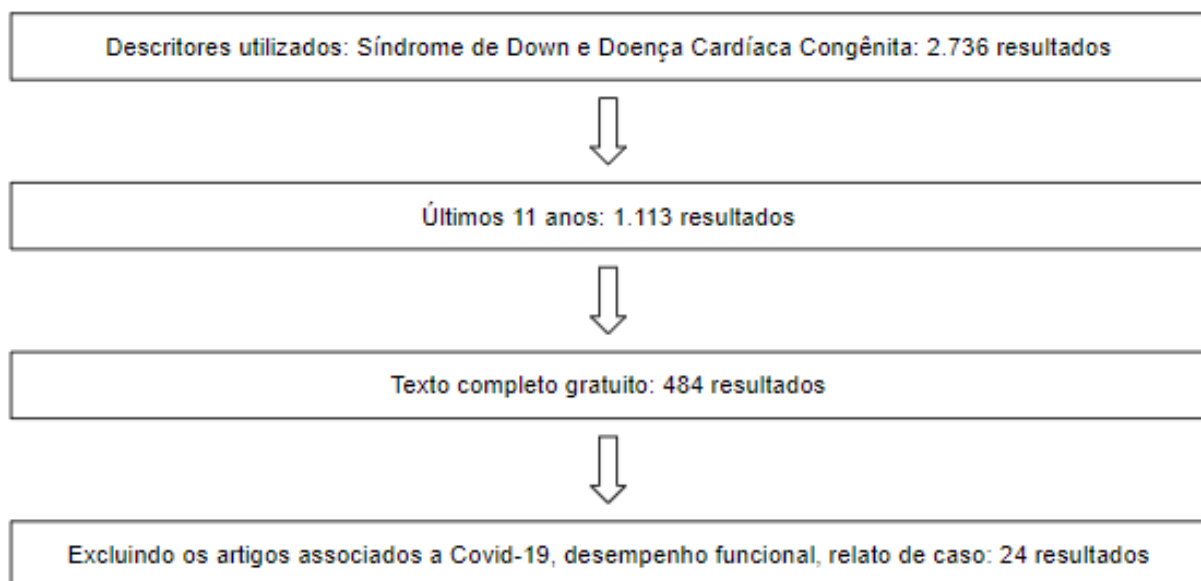 Descritores utilizados: Síndrome de Down e Doença Cardíaca Congênita: 2.736 resultados
Últimos 11 anos: 1.113 resultados
Texto completo gratuito: 484 resultados
Excluindo os artigos associados a Covid-19, desempenho funcional, relato de caso: 24 resultados